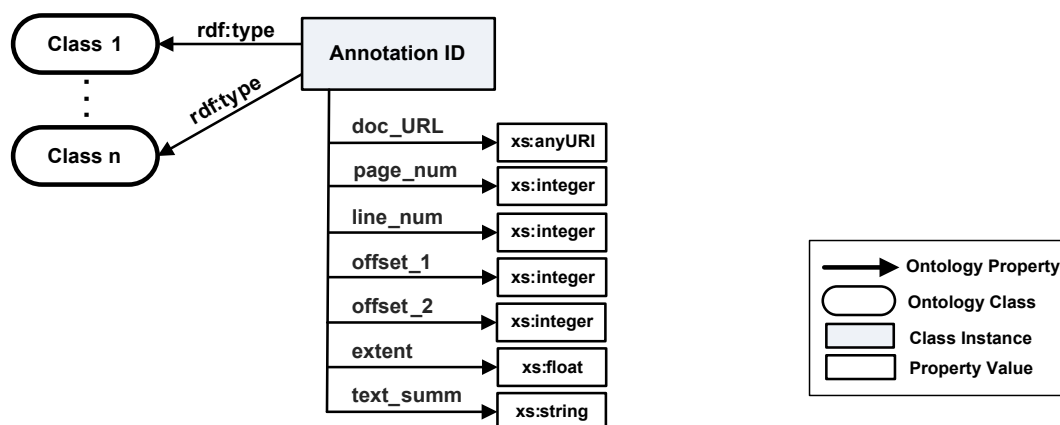 Class 1
rdf:type
Annotation ID
rdf:type
Class n
doc_URL
xs:anyURI
page_num
xs:integer
line_num
xs:integer
offset_1
xs:integer
offset_2
xs:integer
extent
xs:float
text_summ
xs:string
Ontology Property
Ontology Class
Class Instance
Property Value